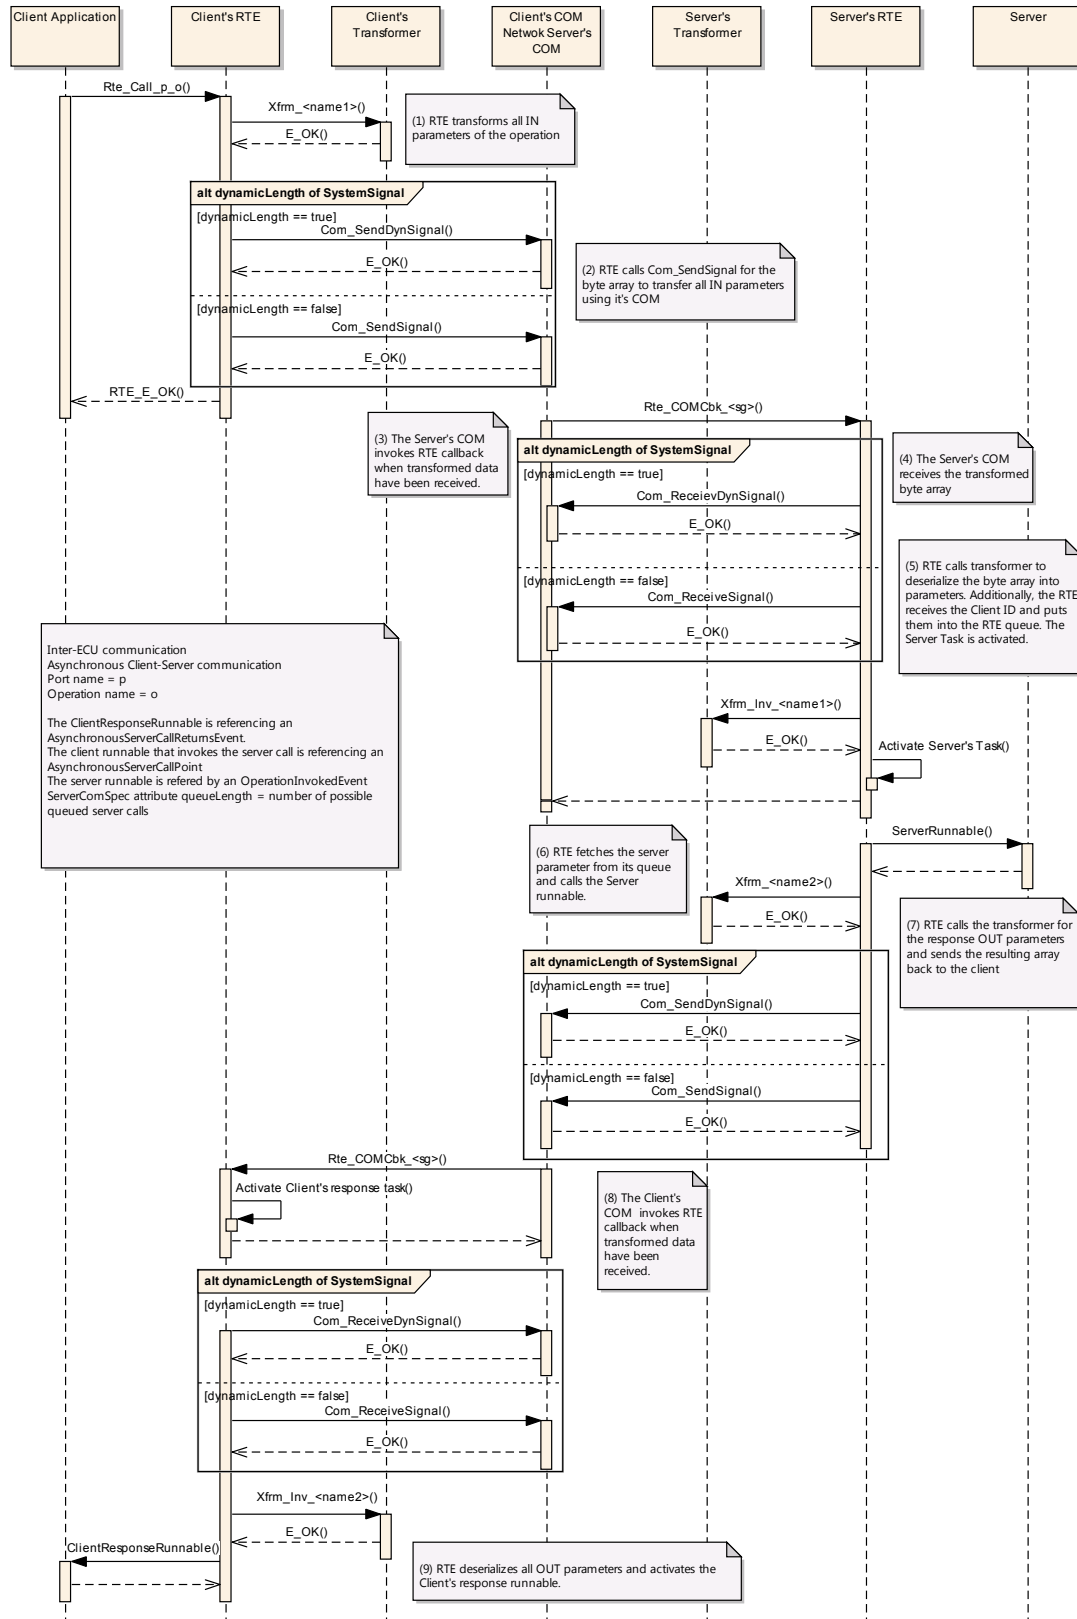 Client Application
Client's RTE
Client's
Transformer
Client's COM
Netwok Server's
COM
Server's
Transformer
Server's RTE
Server
Rte_Call_p_o()
Xfrm_<name1>()
E_OK()
(1) RTE transforms all IN
parameters of the operation
alt dynamicLength of SystemSignal
[dynamicLength == true]
Com_SendDynSignal()
E_OK()
(2) RTE calls Com_SendSignal for the
byte array to transfer all IN parameters
using it's COM
[dynamicLength == false]
Com_SendSignal()
E_OK()
RTE_E_OK()
Rte_COMCbk_<sg>()
(3) The Server's COM
invokes RTE callback
when transformed data
have been received.
alt dynamicLength of SystemSignal
[dynamicLength == true]
(4) The Server's COM
receives the transformed
byte array
Com_ReceievDynSignal()
E_OK()
[dynamicLength == false]
Com_ReceiveSignal()
E_OK()
(5) RTE calls transformer to
deserialize the byte array into
parameters. Additionally, the RTE
receives the Client ID and puts
them into the RTE queue. The
Server Task is activated.
Inter-ECU communication
Asynchronous Client-Server communication
Port name = p
Operation name = o
The ClientResponseRunnable is referencing an
AsynchronousServerCallReturnsEvent.
The client runnable that invokes the server call is referencing an
AsynchronousServerCallPoint
The server runnable is refered by an OperationInvokedEvent
ServerComSpec attribute queueLength = number of possible
queued server calls
Xfrm_Inv_<name1>()
E_OK()
Activate Server's Task()
ServerRunnable()
(6) RTE fetches the server
parameter from its queue
and calls the Server
runnable.
Xfrm_<name2>()
E_OK()
(7) RTE calls the transformer for
the response OUT parameters
and sends the resulting array
back to the client
alt dynamicLength of SystemSignal
[dynamicLength == true]
Com_SendDynSignal()
E_OK()
[dynamicLength == false]
Com_SendSignal()
E_OK()
Rte_COMCbk_<sg>()
Activate Client's response task()
(8) The Client's
COM invokes RTE
callback when
transformed data
have been
received.
alt dynamicLength of SystemSignal
[dynamicLength == true]
Com_ReceiveDynSignal()
E_OK()
[dynamicLength == false]
Com_ReceiveSignal()
E_OK()
Xfrm_Inv_<name2>()
E_OK()
ClientResponseRunnable()
(9) RTE deserializes all OUT parameters and activates the
Client's response runnable.